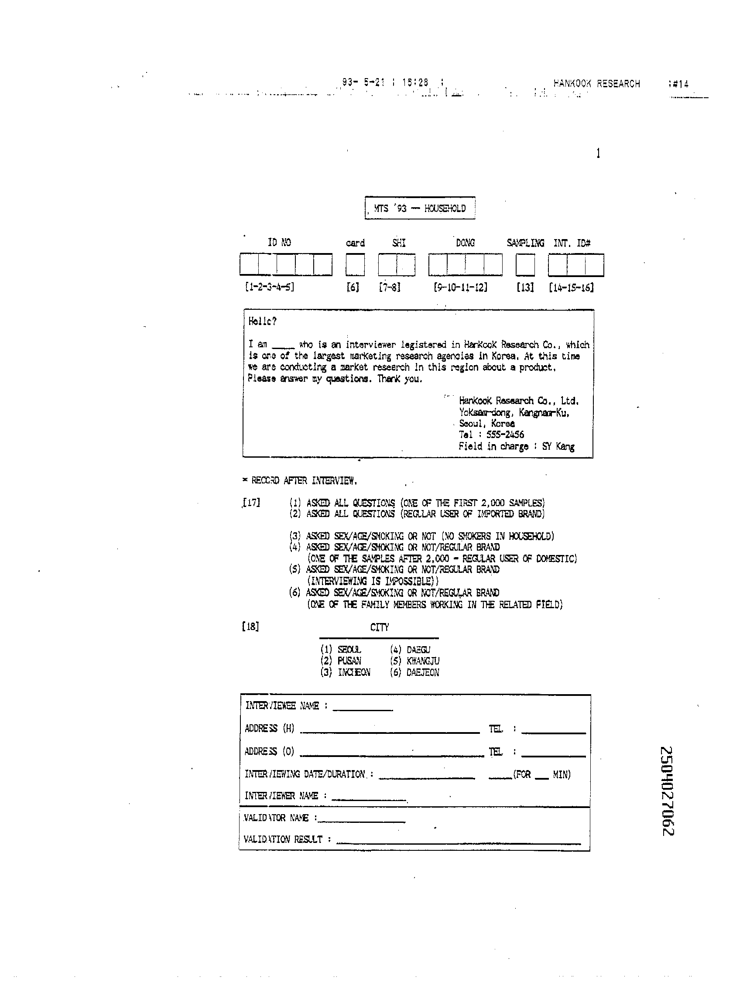 93- 5-21 ; 15:28 ; HANKOOK RESEARCH ;#14
1
MTS '93 — HOUSEHOLD
ID NO card SHI DONG SAMPLING INT. ID#
[1-2-3-4-5] [6] [7-8] [9-10-11-12] [13] [14-15-16]
Hello?
I am ____ who is an interviewer legistered in HanKooK Research Co., which
is one of the largest marketing research agencies in Korea. At this time
we are conducting a market research in this region about a product.
Please answer my questions. Thank you.
HanKooK Research Co., Ltd.
Yoksam-dong, Kangnam-Ku,
Seoul, Korea
Tel : 555-2456
Field in charge : SY Kang
* RECORD AFTER INTERVIEW.
[17] (1) ASKED ALL QUESTIONS (ONE OF THE FIRST 2,000 SAMPLES)
(2) ASKED ALL QUESTIONS (REGULAR USER OF IMPORTED BRAND)
(3) ASKED SEX/AGE/SMOKING OR NOT (NO SMOKERS IN HOUSEHOLD)
(4) ASKED SEX/AGE/SMOKING OR NOT/REGULAR BRAND
(ONE OF THE SAMPLES AFTER 2,000 - REGULAR USER OF DOMESTIC)
(5) ASKED SEX/AGE/SMOKING OR NOT/REGULAR BRAND
(INTERVIEWING IS IMPOSSIBLE))
(6) ASKED SEX/AGE/SMOKING OR NOT/REGULAR BRAND
(ONE OF THE FAMILY MEMBERS WORKING IN THE RELATED FIELD)
[18] CITY
(1) SEOUL (4) DAEGU
(2) PUSAN (5) KWANGJU
(3) INCHEON (6) DAEJEON
INTERVIEWEE NAME : ____
ADDRESS (H) ____ TEL : ____
ADDRESS (O) ____ TEL : ____
INTERVIEWING DATE/DURATION : ____ ____ (FOR ___ MIN)
INTERVIEWER NAME : ____
VALIDATOR NAME : ____
VALIDATION RESULT : ____
2504027062